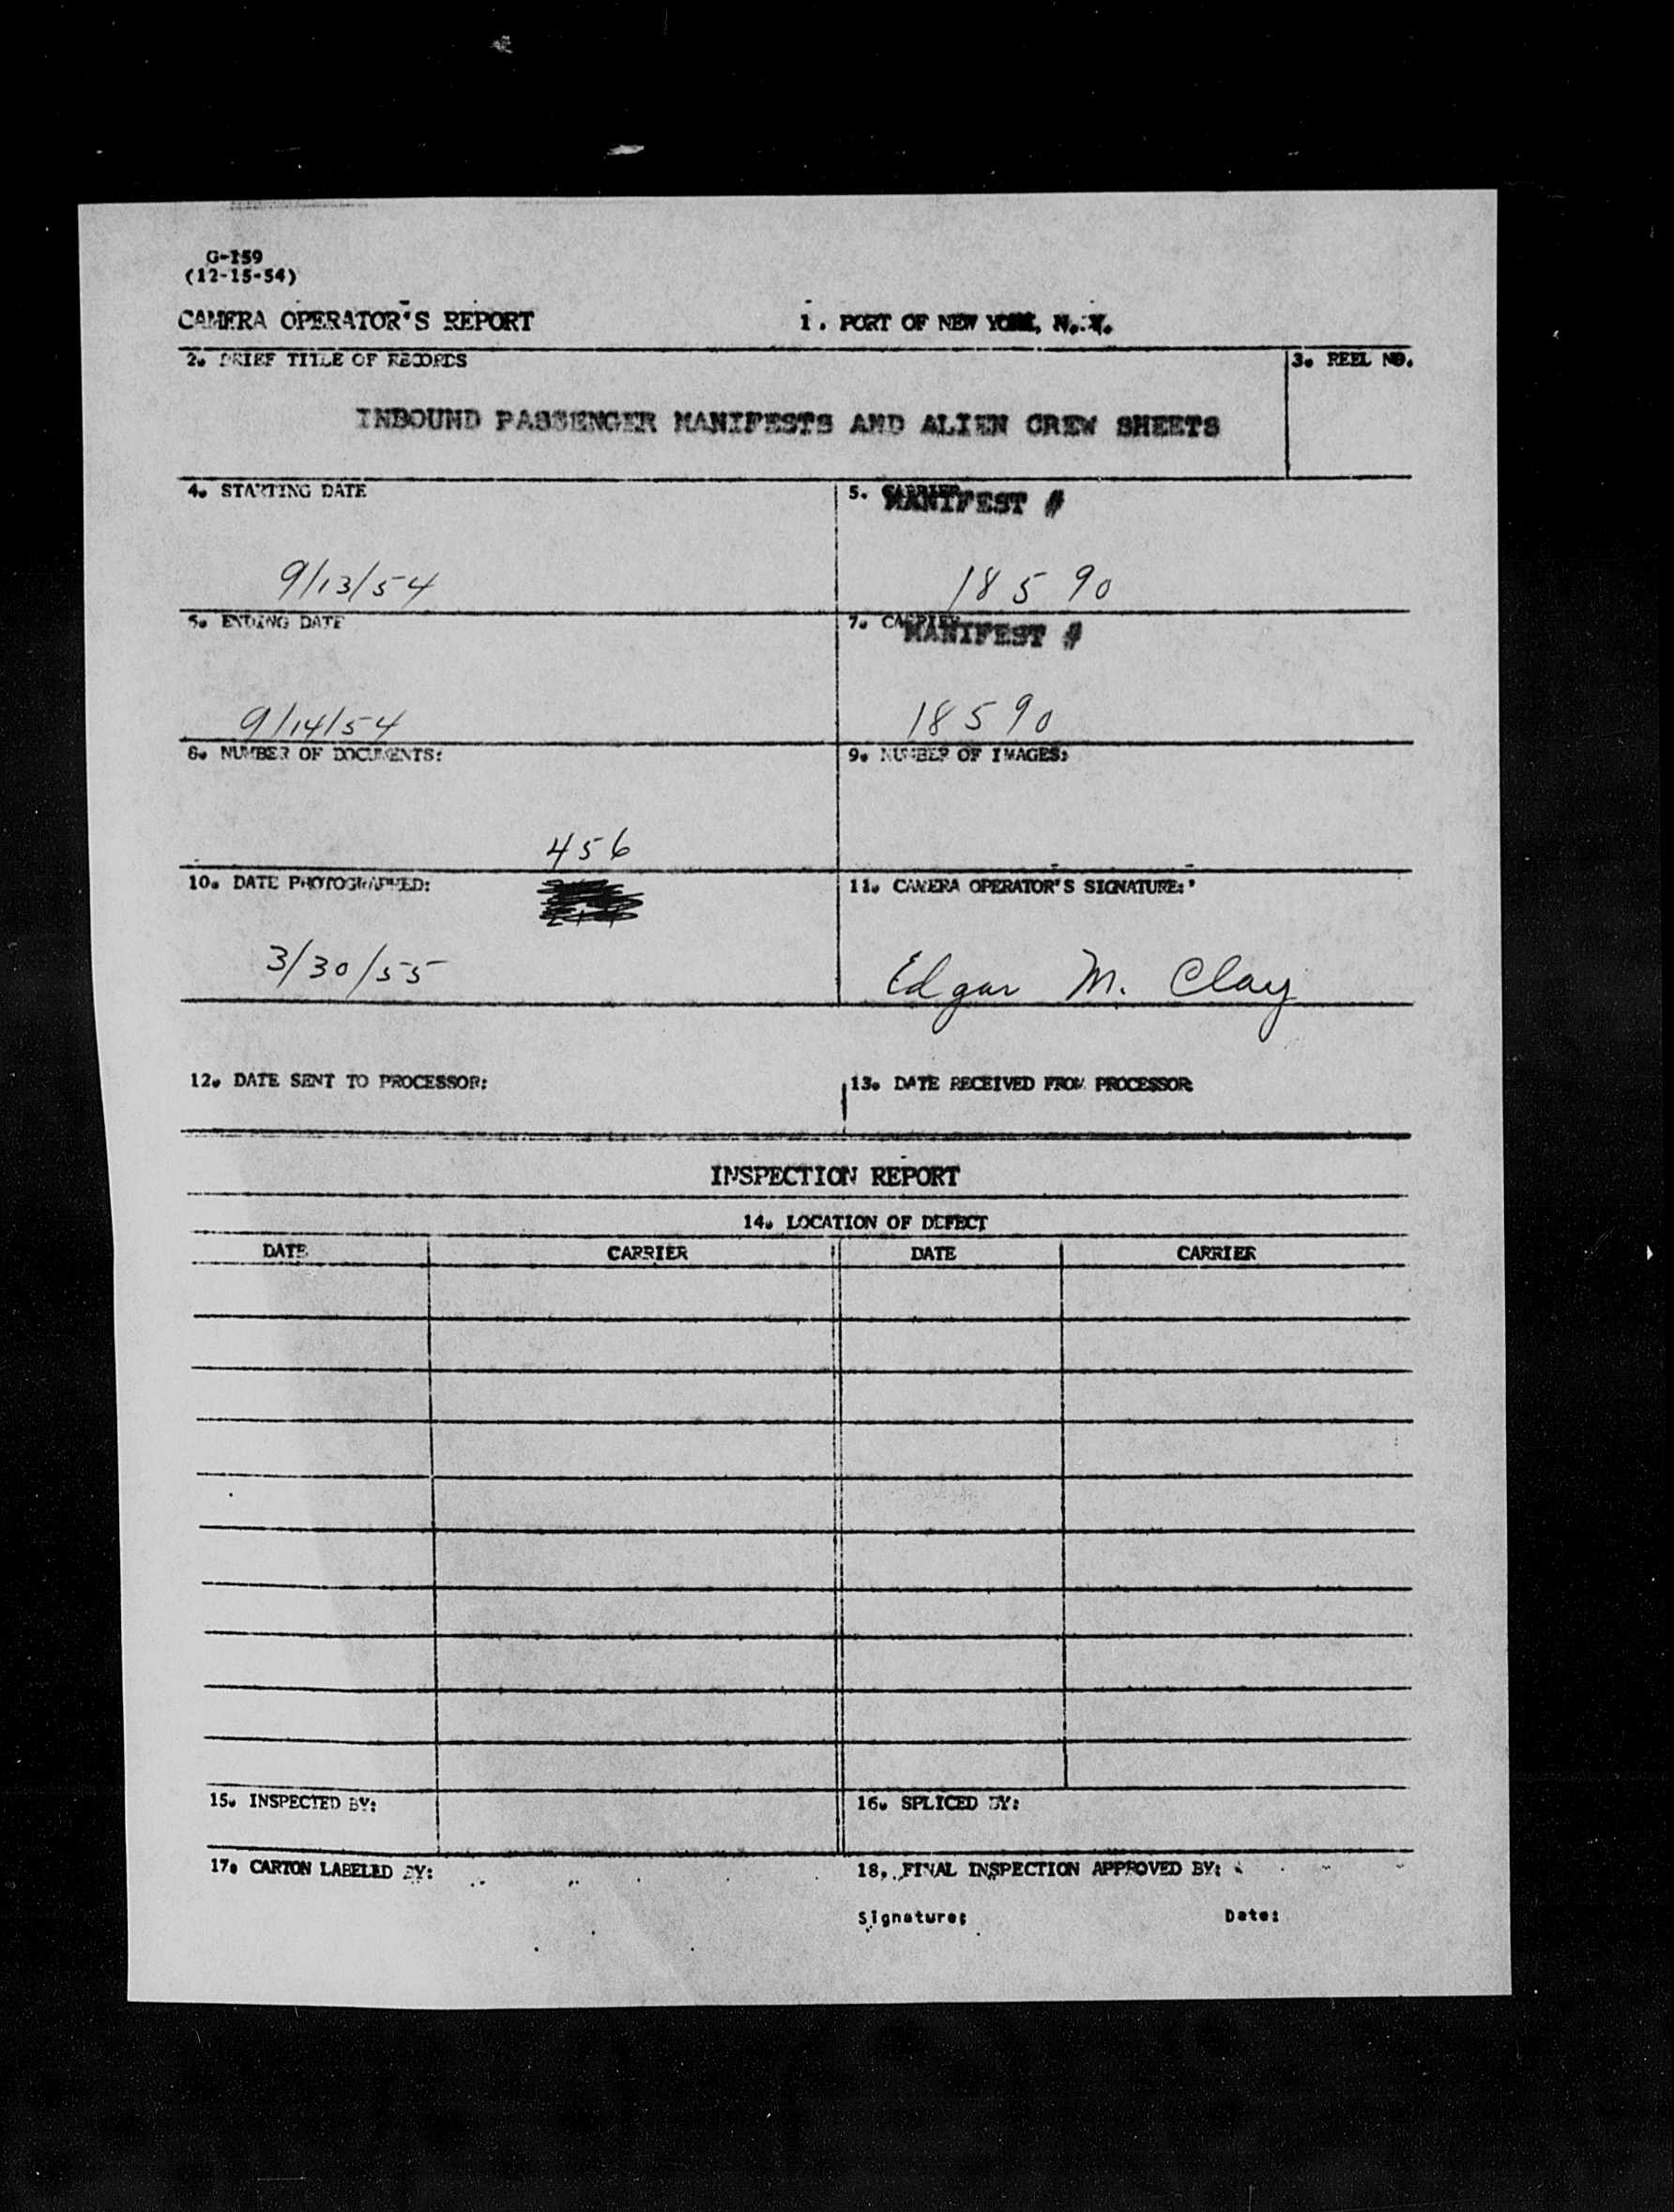 G-159
(12-15-54)
CAMERA OPERATOR'S REPORT 1. PORT OF NEW YORK, N.Y.
2. BRIEF TITLE OF RECORDS 3. REEL NO.
INBOUND PASSENGER MANIFESTS AND ALIEN CREW SHEETS
4. STARTING DATE 5. CARRIER MANIFEST #
9/13/54 18590
5. ENDING DATE 7. CARRIER MANIFEST #
9/14/54 18590
8. NUMBER OF DOCUMENTS: 9. NUMBER OF IMAGES:
456
10. DATE PHOTOGRAPHED: 11. CAMERA OPERATOR'S SIGNATURE:
3/30/55 Edgar M. Clay
12. DATE SENT TO PROCESSOR: 13. DATE RECEIVED FROM PROCESSOR
INSPECTION REPORT
14. LOCATION OF DEFECT
DATE CARRIER DATE CARRIER
15. INSPECTED BY: 16. SPLICED BY:
17. CARTON LABELED BY: 18. FINAL INSPECTION APPROVED BY:
Signature: Date: